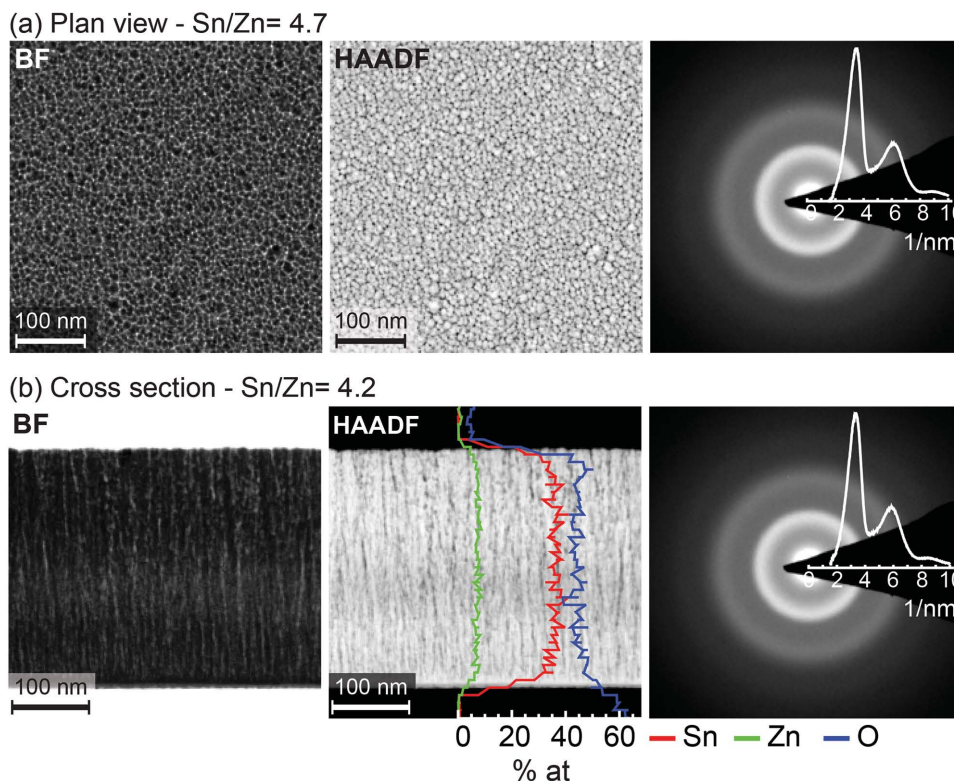 (a) Plan view - Sn/Zn= 4.7
BF
HAADF
100 nm
100 nm
0 2 4 6 8 10
1/nm
(b) Cross section - Sn/Zn= 4.2
BF
HAADF
100 nm
100 nm
0 2 4 6 8 10
1/nm
0 20 40 60
% at
Sn Zn O